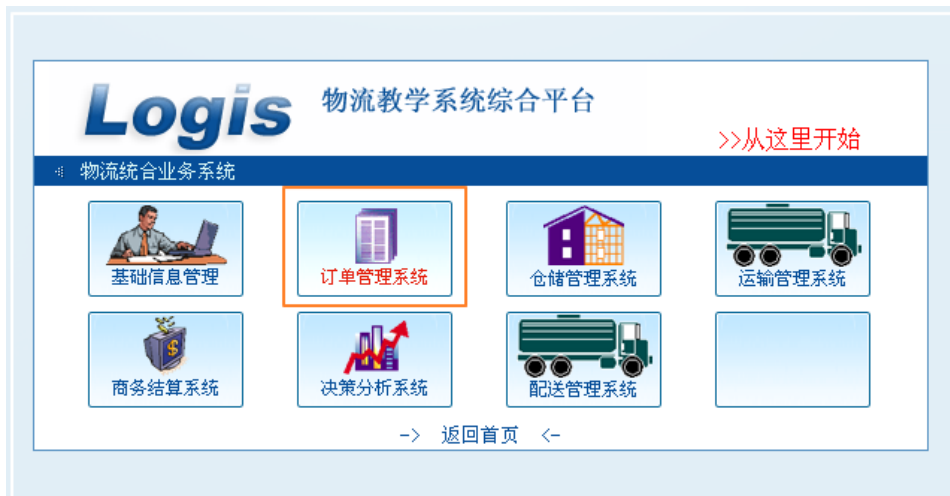 Logis 物流教学系统综合平台
>>从这里开始
物流统合业务系统
基础信息管理 订单管理系统 仓储管理系统 运输管理系统
商务结算系统 决策分析系统 配送管理系统
-> 返回首页 <-